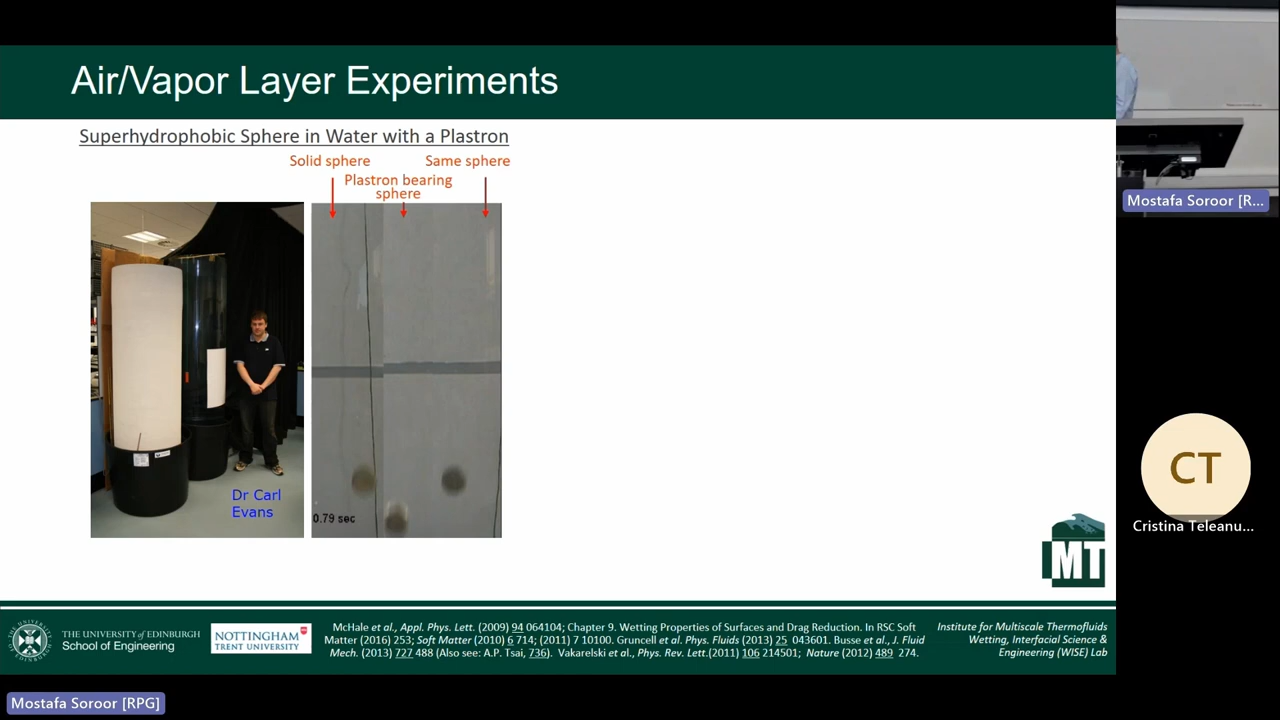 Air/Vapor Layer Experiments
Superhydrophobic Sphere in Water with a Plastron
Solid sphere
Same sphere
Plastron bearing
sphere
Dr Carl
Evans
0.79 sec
MT
THE UNIVERSITY of EDINBURGH
School of Engineering
NOTTINGHAM
TRENT UNIVERSITY
McHale et al., Appl. Phys. Lett. (2009) 94 064104; Chapter 9. Wetting Properties of Surfaces and Drag Reduction. In RSC Soft
Matter (2016) 253; Soft Matter (2010) 6 714; (2011) 7 10100. Gruncell et al. Phys. Fluids (2013) 25 043601. Busse et al., J. Fluid
Mech. (2013) 727 488 (Also see: A.P. Tsai, 736). Vakarelski et al., Phys. Rev. Lett.(2011) 106 214501; Nature (2012) 489 274.
Institute for Multiscale Thermofluids
Wetting, Interfacial Science &
Engineering (WISE) Lab
Mostafa Soroor [R...
CT
Cristina Teleanu...
Mostafa Soroor [RPG]